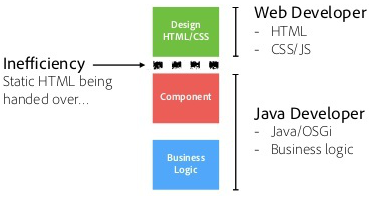 Design
HTML/CSS
Web Developer
- HTML
- CSS/JS
Inefficiency
Static HTML being
handed over...
Component
Java Developer
- Java/OSGi
- Business logic
Business
Logic